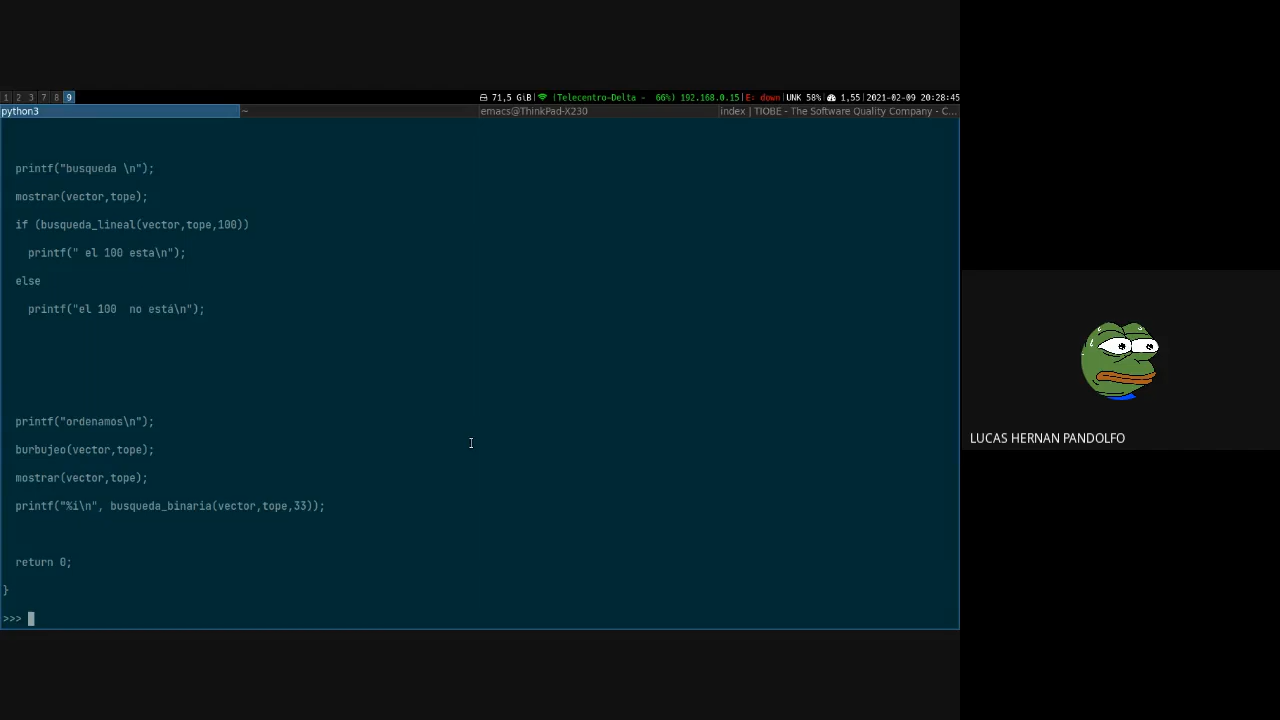 1 2 3 7 8 9
71,5 GiB| |(Telecentro-Delta - 66%) 192.168.0.15|E: down|UNK 58%| 1,55|2021-02-09 20:28:45
python3
~
emacs@ThinkPad-X230
index | TIOBE - The Software Quality Company - C...
printf("busqueda \n");
mostrar(vector,tope);
if (busqueda_lineal(vector,tope,100))
printf(" el 100 esta\n");
else
printf("el 100  no está\n");
printf("ordenamos\n");
burbujeo(vector,tope);
mostrar(vector,tope);
printf("%i\n", busqueda_binaria(vector,tope,33));
return 0;
}
>>>
LUCAS HERNAN PANDOLFO